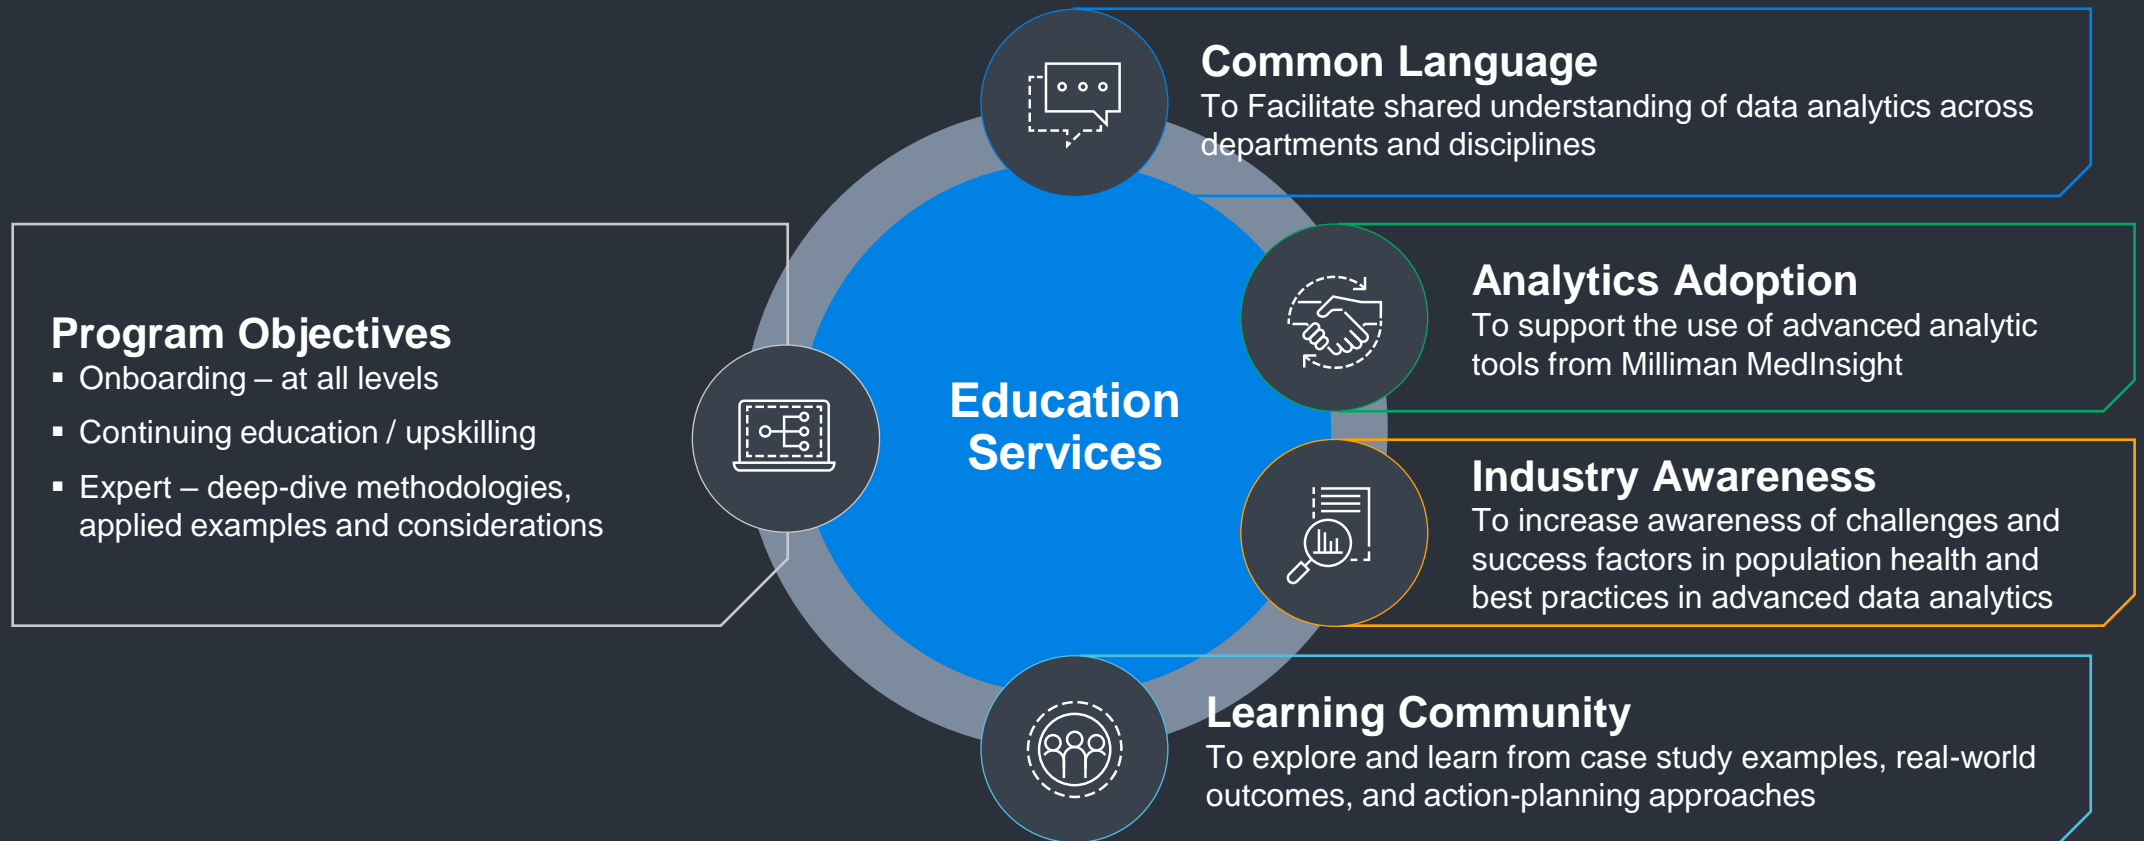 Common Language
To Facilitate shared understanding of data analytics across
departments and disciplines
Analytics Adoption
To support the use of advanced analytic
tools from Milliman MedInsight
Program Objectives
▪ Onboarding – at all levels
▪ Continuing education / upskilling
▪ Expert – deep-dive methodologies,
applied examples and considerations
Education
Services
Industry Awareness
To increase awareness of challenges and
success factors in population health and
best practices in advanced data analytics
Learning Community
To explore and learn from case study examples, real-world
outcomes, and action-planning approaches